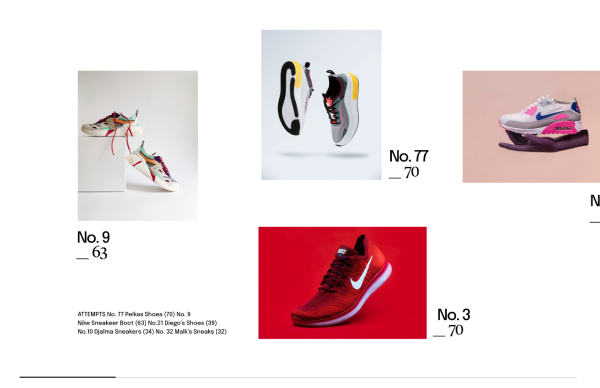 No. 77
— 70
N
No. 9
— 63
NIKE
No. 3
— 70
ATTEMPTS No. 77 Pelkas Shoes (70) No. 9
Nike Sneakeer Boot (63) No.21 Diego's Shoes (39)
No.10 Djalma Sneakers (34) No. 32 Malk's Sneaks (32)